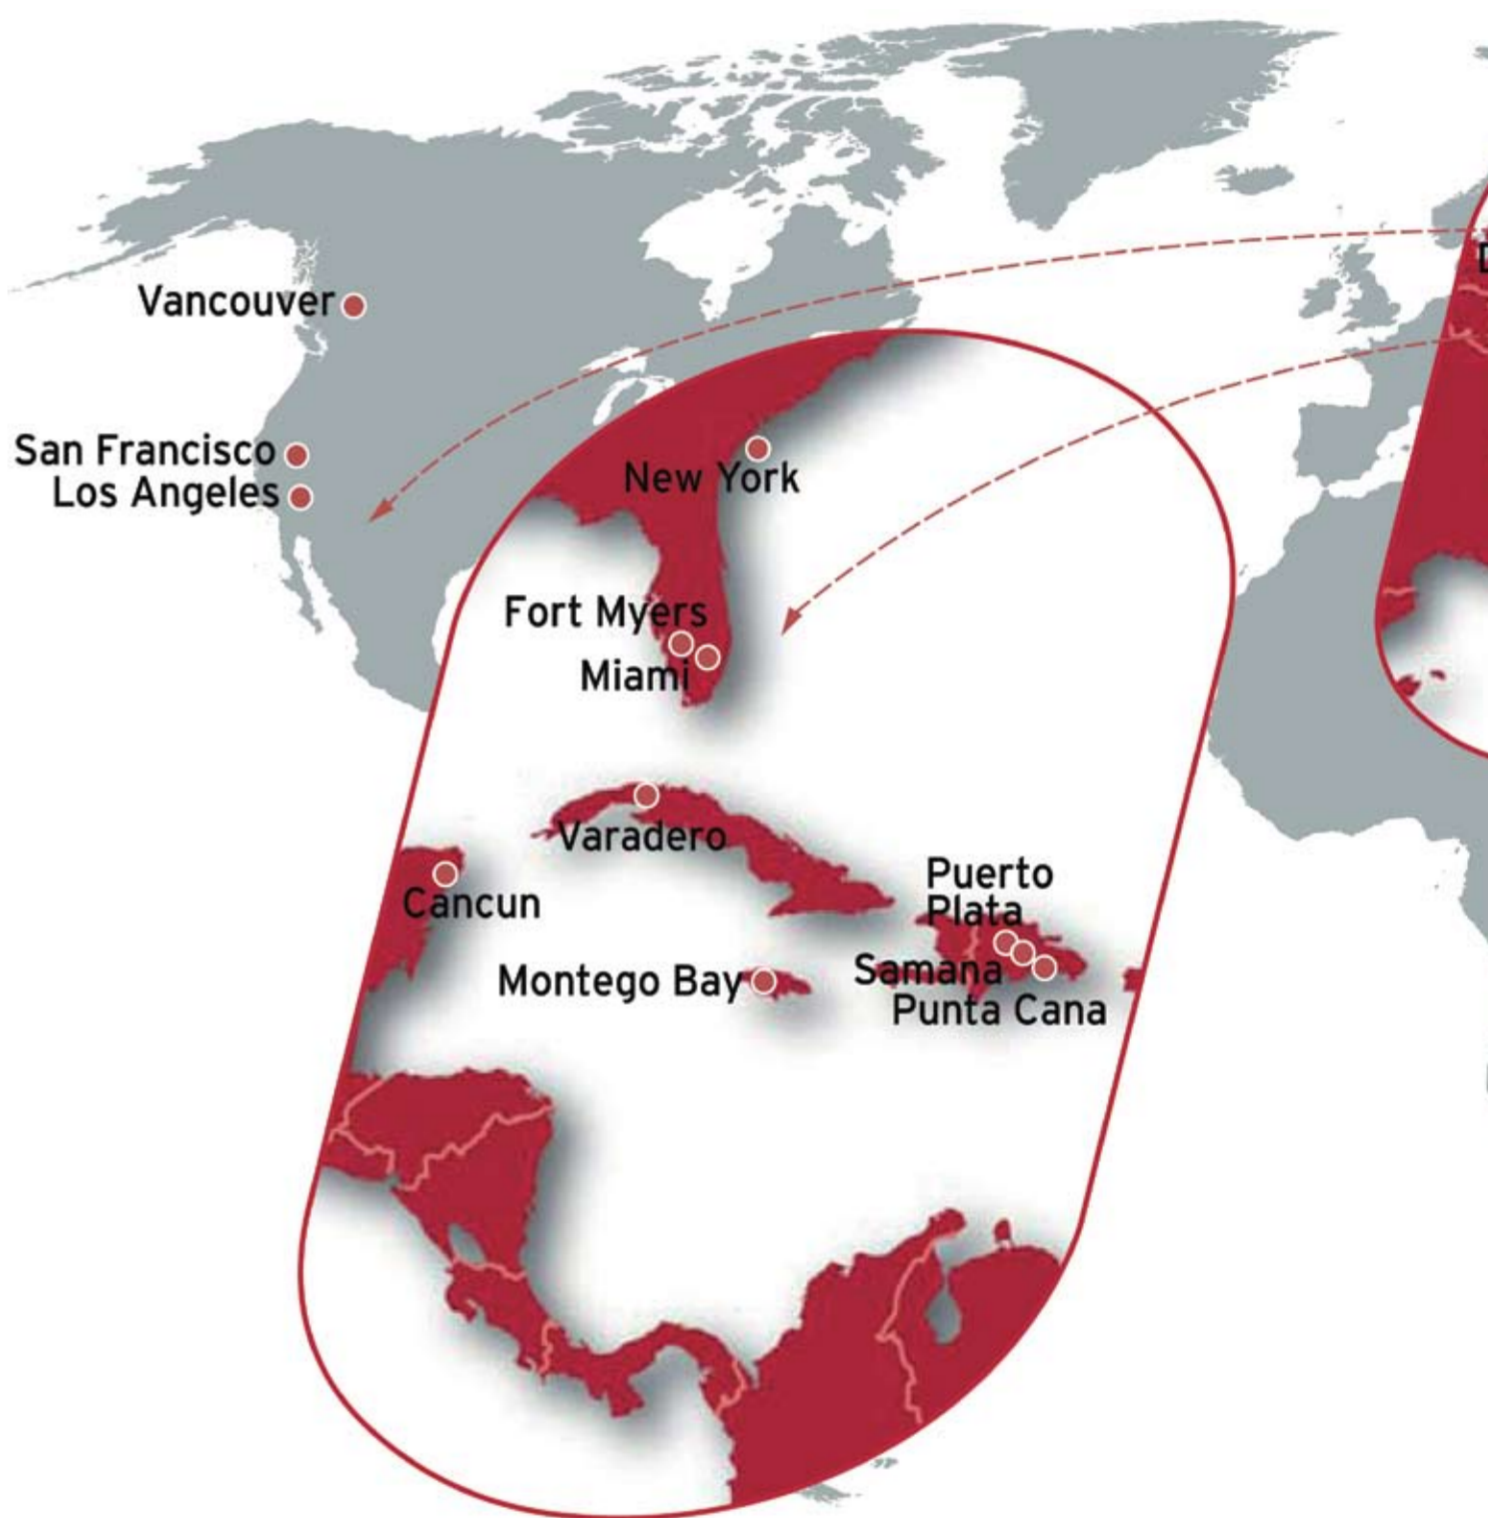 Vancouver
San Francisco
Los Angeles
New York
Fort Myers
Miami
Varadero
Cancun
Puerto
Plata
Samana
Montego Bay
Punta Cana